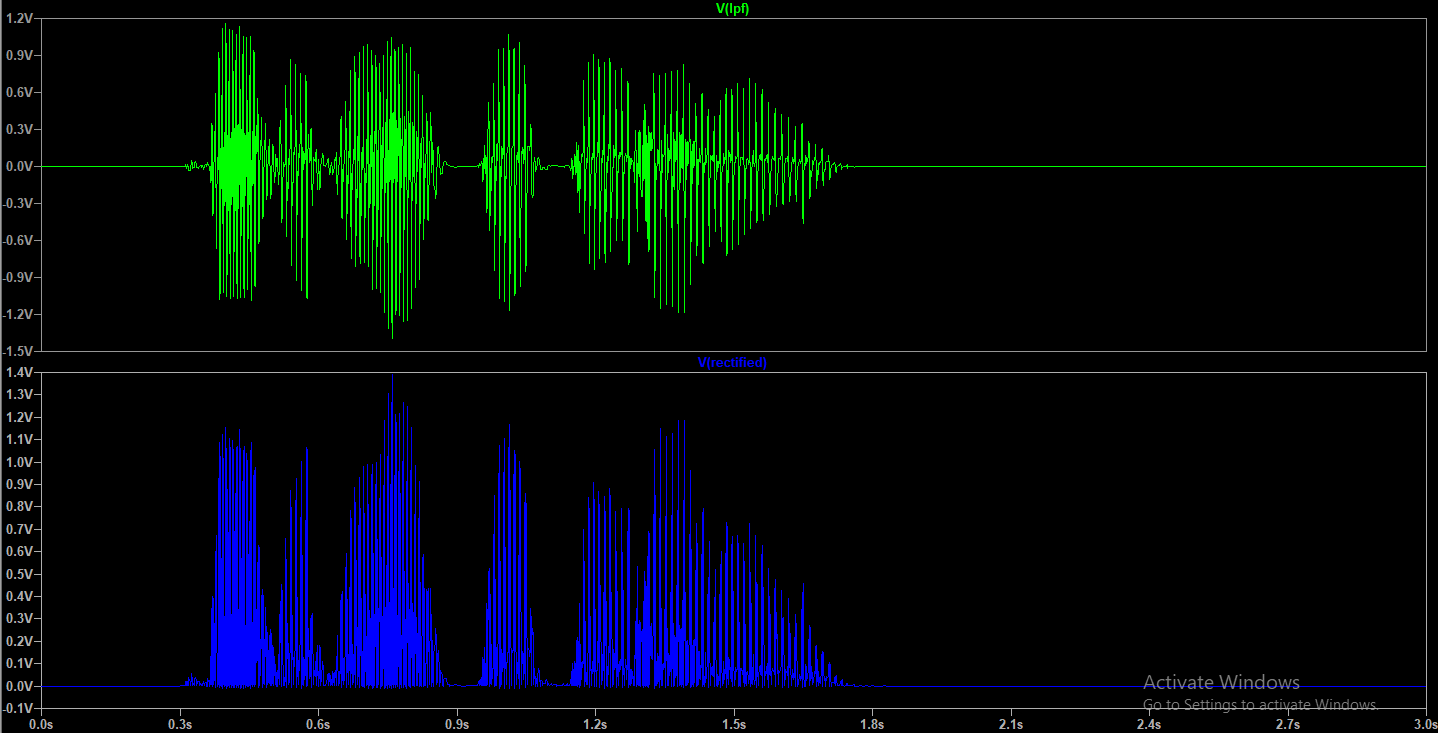 V(lpf)
1.2V
0.9V
0.6V
0.3V
0.0V
-0.3V
-0.6V
-0.9V
-1.2V
-1.5V
V(rectified)
1.4V
1.3V
1.2V
1.1V
1.0V
0.9V
0.8V
0.7V
0.6V
0.5V
0.4V
0.3V
0.2V
0.1V
0.0V
-0.1V
0.0s 0.3s 0.6s 0.9s 1.2s 1.5s 1.8s 2.1s 2.4s 2.7s 3.0s
Activate Windows
Go to Settings to activate Windows.